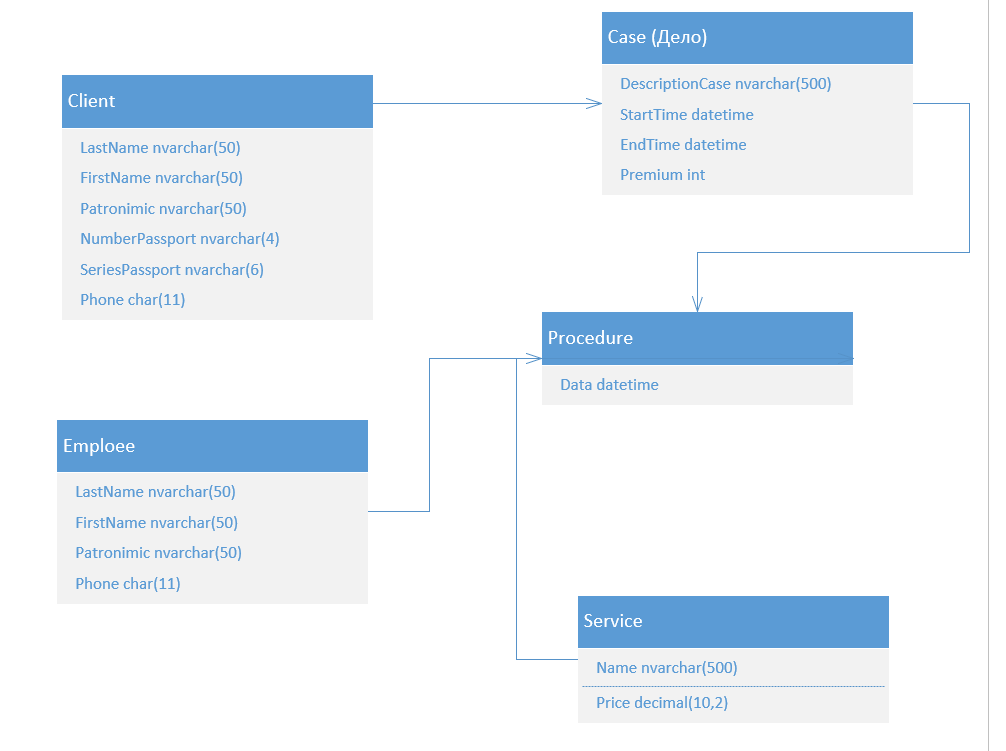 Case (Дело)
DescriptionCase nvarchar(500)
StartTime datetime
EndTime datetime
Premium int
Client
LastName nvarchar(50)
FirstName nvarchar(50)
Patronimic nvarchar(50)
NumberPassport nvarchar(4)
SeriesPassport nvarchar(6)
Phone char(11)
Procedure
Data datetime
Emploee
LastName nvarchar(50)
FirstName nvarchar(50)
Patronimic nvarchar(50)
Phone char(11)
Service
Name nvarchar(500)
Price decimal(10,2)